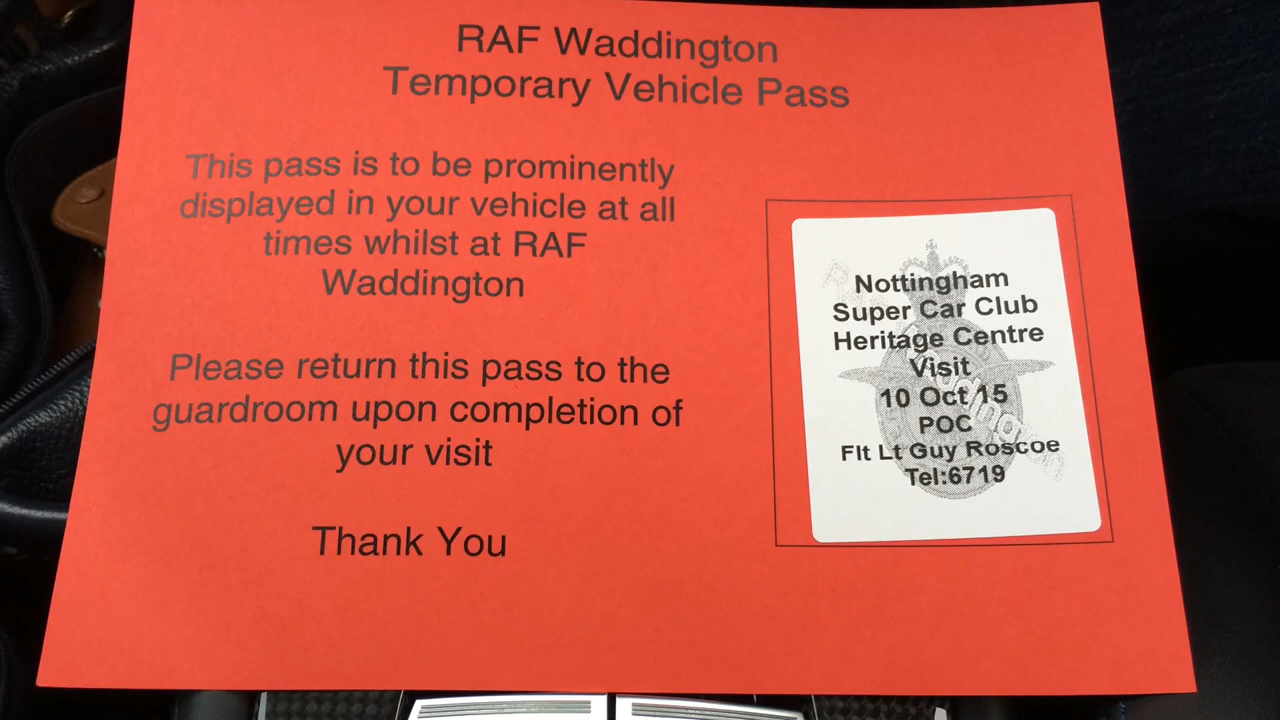 RAF Waddington
Temporary Vehicle Pass
This pass is to be prominently
displayed in your vehicle at all
times whilst at RAF
Waddington
Please return this pass to the
guardroom upon completion of
your visit
Thank You
Nottingham
Super Car Club
Heritage Centre
Visit
10 Oct 15
POC
Flt Lt Guy Roscoe
Tel:6719